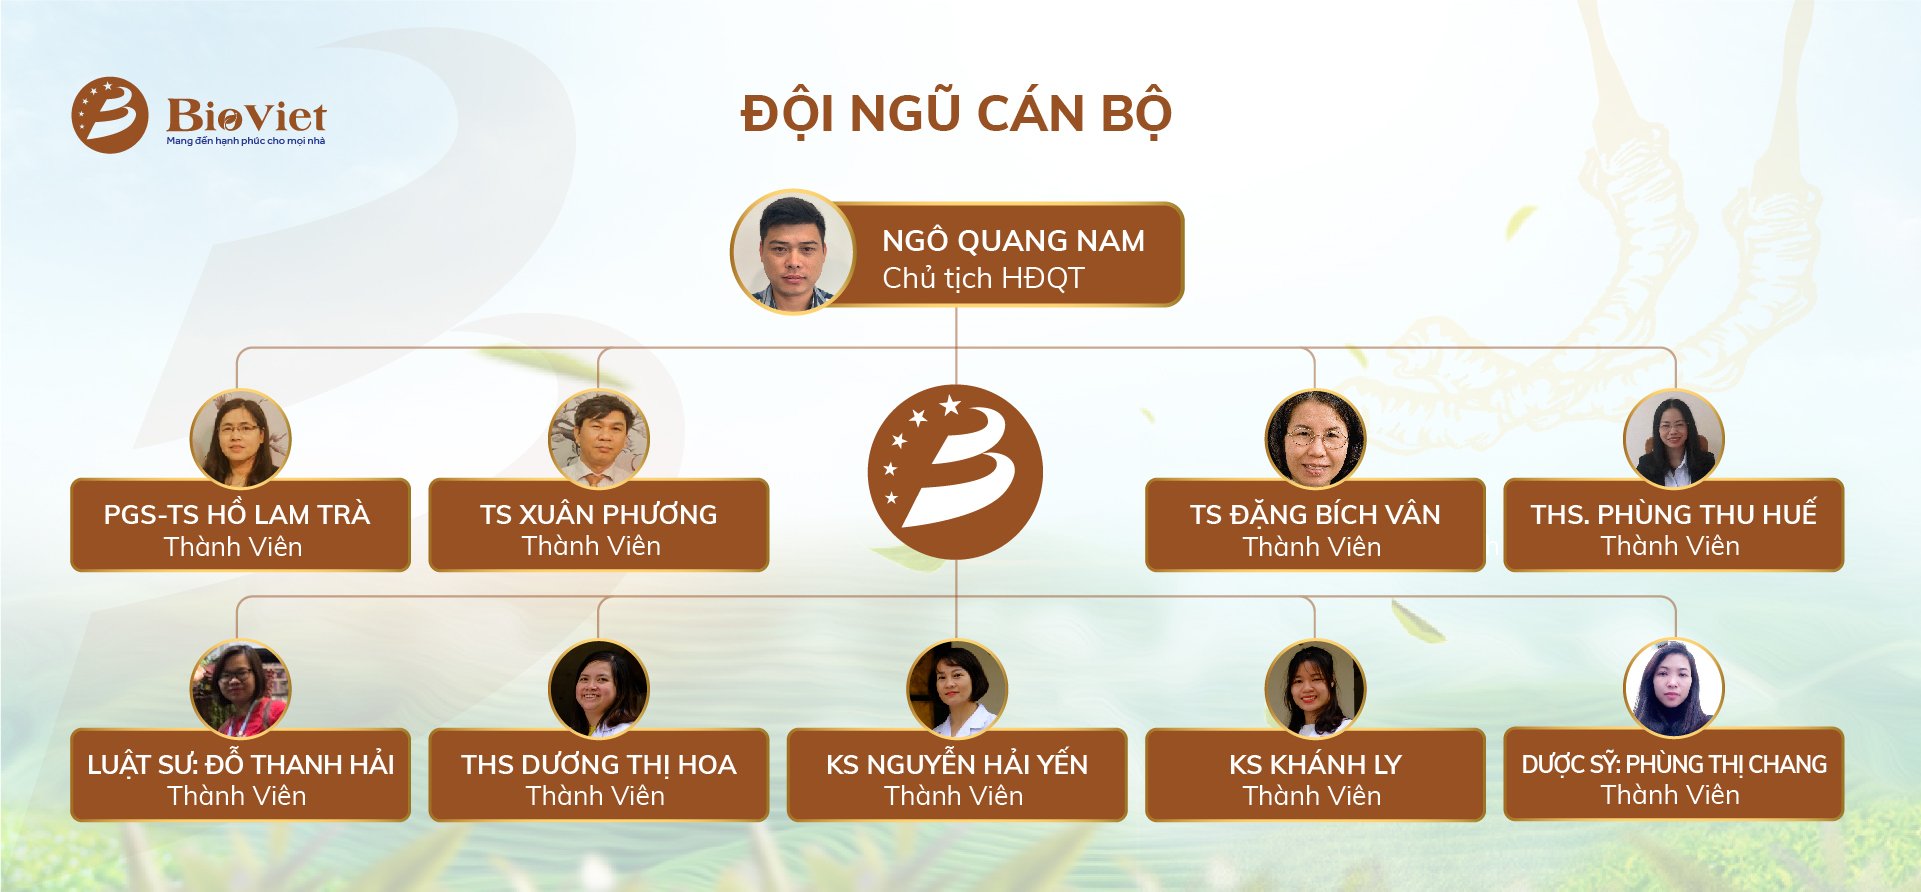 BioViet
Mang đến hạnh phúc cho mọi nhà
ĐỘI NGŨ CÁN BỘ
NGÔ QUANG NAM
Chủ tịch HĐQT
PGS-TS HỒ LAM TRÀ
Thành Viên
TS XUÂN PHƯƠNG
Thành Viên
TS ĐẶNG BÍCH VÂN
Thành Viên
THS. PHÙNG THU HUẾ
Thành Viên
LUẬT SƯ: ĐỖ THANH HẢI
Thành Viên
THS DƯƠNG THỊ HOA
Thành Viên
KS NGUYỄN HẢI YẾN
Thành Viên
KS KHÁNH LY
Thành Viên
DƯỢC SỸ: PHÙNG THỊ CHANG
Thành Viên